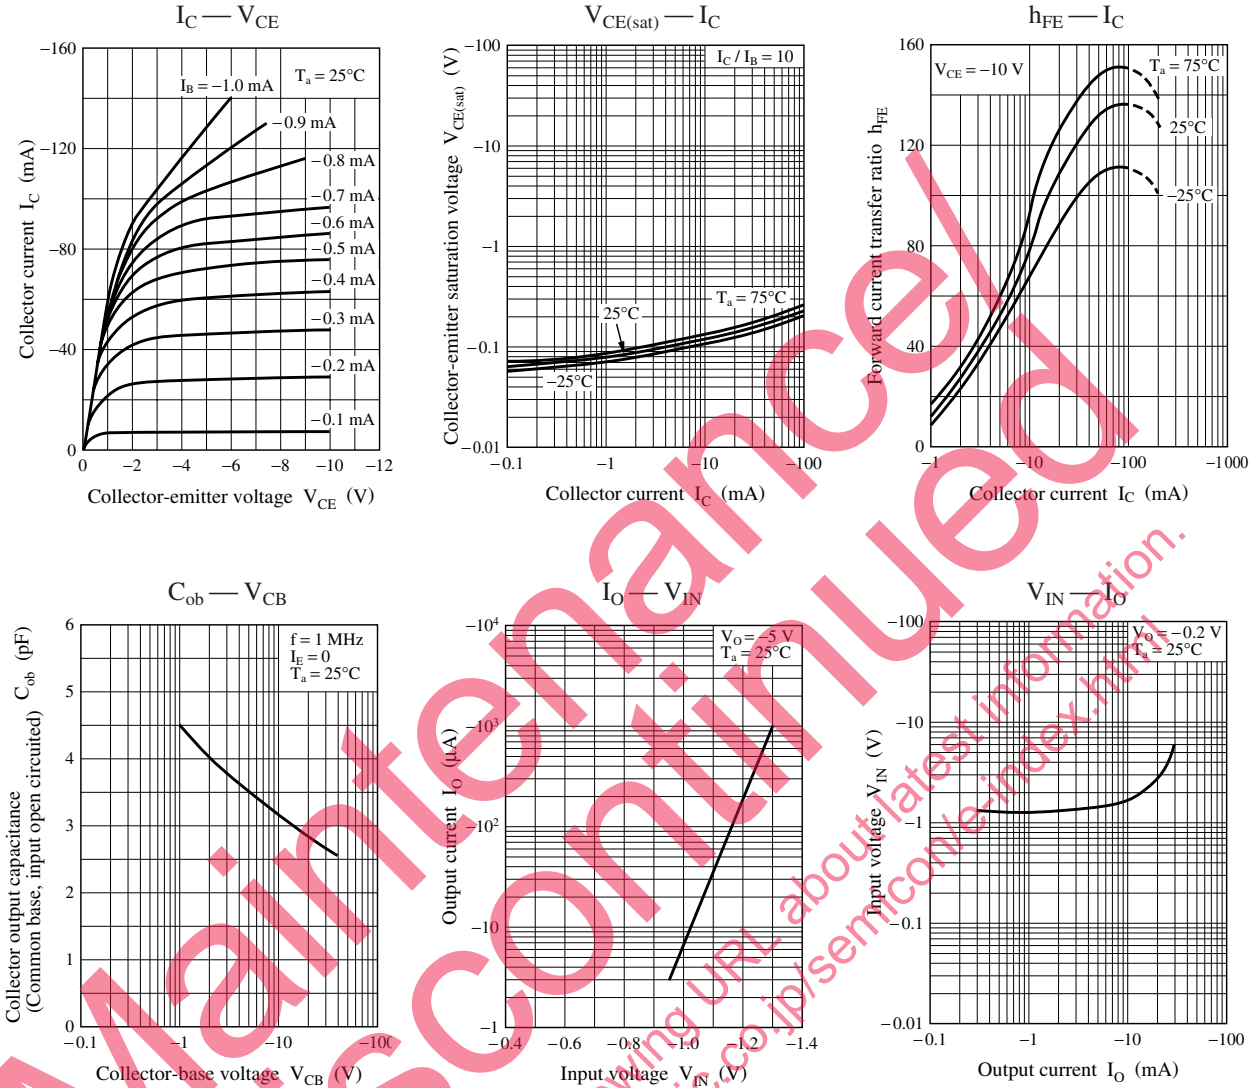 I_C — V_CE
−160
−120
−80
−40
0
0
−2
−4
−6
−8
−10
−12
Collector current I_C (mA)
Collector-emitter voltage V_CE (V)
T_a = 25°C
I_B = −1.0 mA
−0.9 mA
−0.8 mA
−0.7 mA
−0.6 mA
−0.5 mA
−0.4 mA
−0.3 mA
−0.2 mA
−0.1 mA
V_CE(sat) — I_C
−100
−10
−1
−0.1
−0.01
−0.1
−1
−10
−100
Collector-emitter saturation voltage V_CE(sat) (V)
Collector current I_C (mA)
I_C / I_B = 10
T_a = 75°C
25°C
−25°C
h_FE — I_C
160
120
80
40
0
−1
−10
−100
−1000
Forward current transfer ratio h_FE
Collector current I_C (mA)
V_CE = −10 V
T_a = 75°C
25°C
−25°C
C_ob — V_CB
6
5
4
3
2
1
0
−0.1
−1
−10
−100
Collector output capacitance
(Common base, input open circuited) C_ob (pF)
Collector-base voltage V_CB (V)
f = 1 MHz
I_E = 0
T_a = 25°C
I_O — V_IN
−10⁴
−10³
−10²
−10
−1
−0.4
−0.6
−0.8
−1.0
−1.2
−1.4
Output current I_O (µA)
Input voltage V_IN (V)
V_O = −5 V
T_a = 25°C
V_IN — I_O
−100
−10
−1
−0.1
−0.01
−0.1
−1
−10
−100
Input voltage V_IN (V)
Output current I_O (mA)
V_O = −0.2 V
T_a = 25°C
Maintenance/
scontinued
owing URL about latest information.
ic.co.jp/semicon/e-index.html